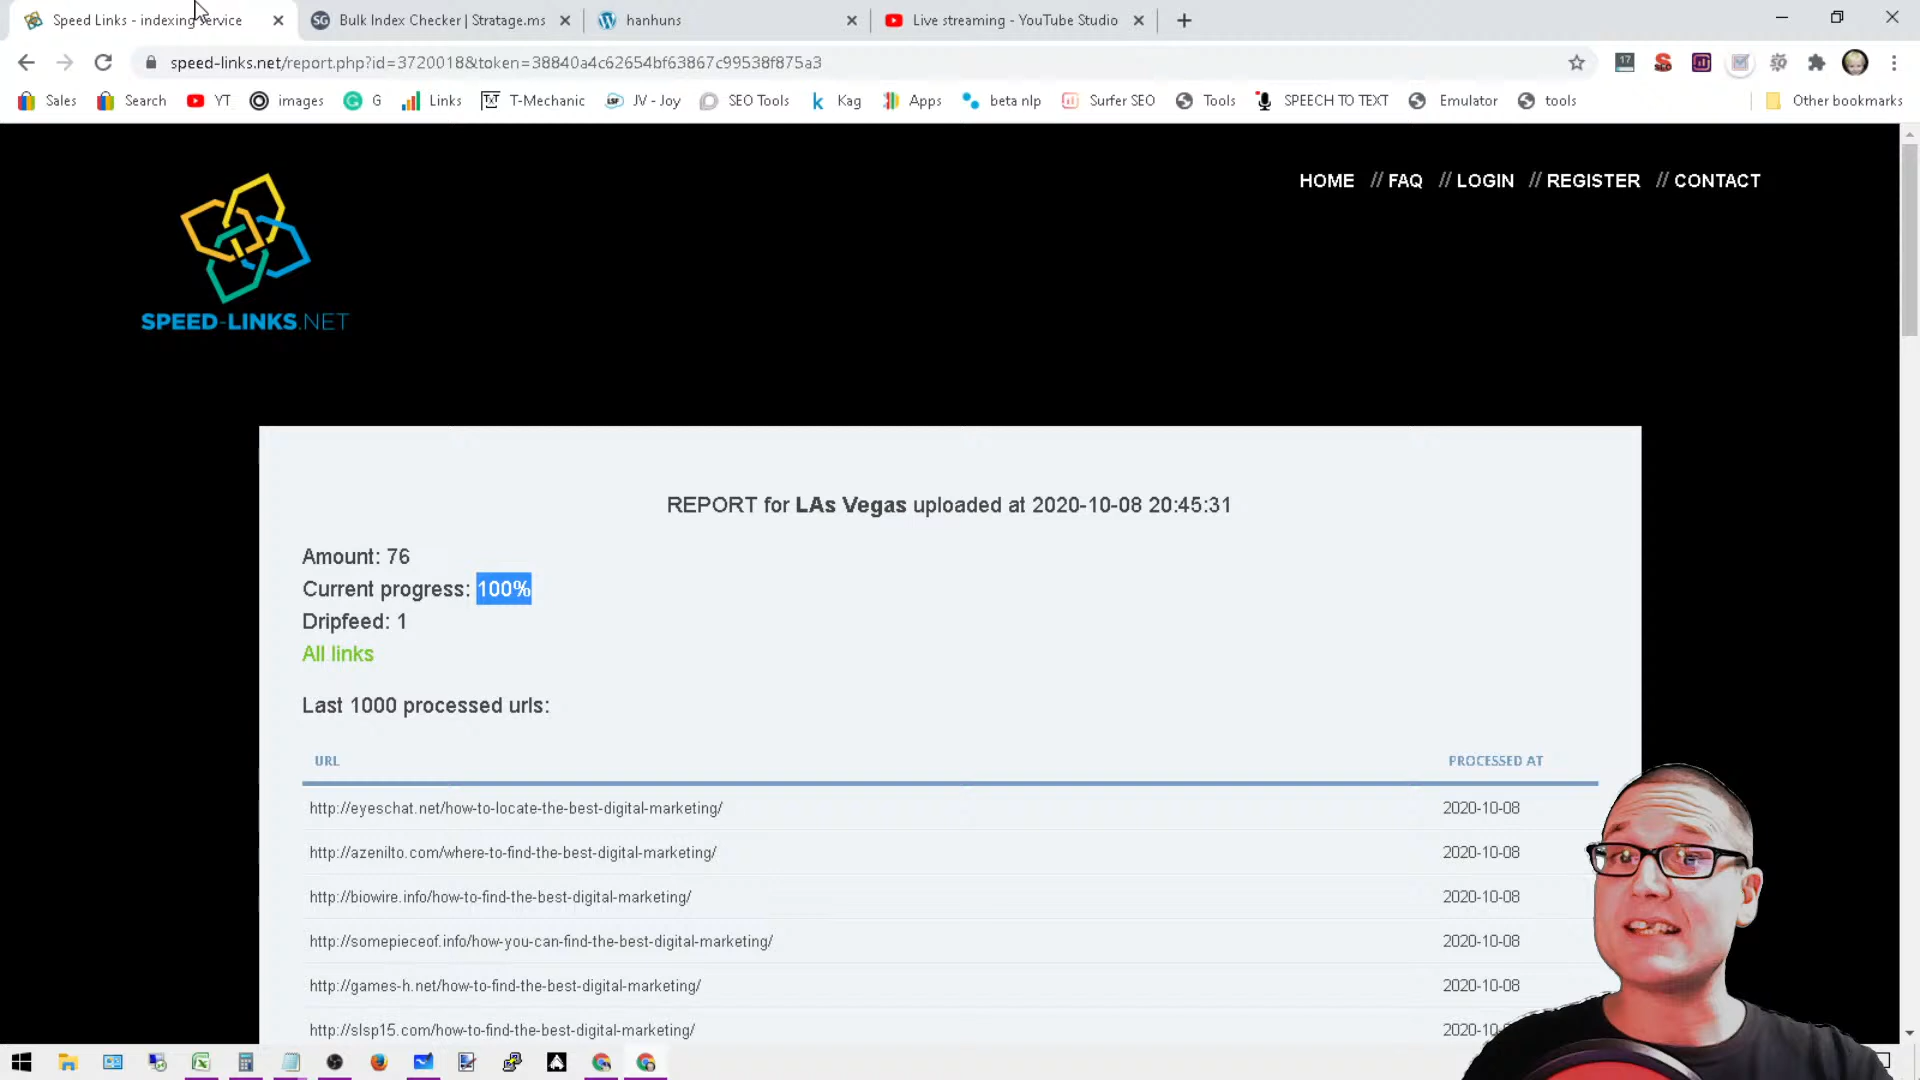 Speed Links - indexing service
Bulk Index Checker | Stratage.ms
hanhuns
Live streaming - YouTube Studio
speed-links.net/report.php?id=3720018&token=38840a4c62654bf63867c99538f875a3
17
Sales
Search
YT
images
G
Links
T-Mechanic
JV - Joy
SEO Tools
Kag
Apps
beta nlp
Surfer SEO
Tools
SPEECH TO TEXT
Emulator
tools
Other bookmarks
HOME // FAQ // LOGIN // REGISTER // CONTACT
SPEED-LINKS.NET
REPORT for LAs Vegas uploaded at 2020-10-08 20:45:31
Amount: 76
Current progress: 100%
Dripfeed: 1
All links
Last 1000 processed urls:
URL PROCESSED AT
http://eyeschat.net/how-to-locate-the-best-digital-marketing/ 2020-10-08
http://azenilto.com/where-to-find-the-best-digital-marketing/ 2020-10-08
http://biowire.info/how-to-find-the-best-digital-marketing/ 2020-10-08
http://somepieceof.info/how-you-can-find-the-best-digital-marketing/ 2020-10-08
http://games-h.net/how-to-find-the-best-digital-marketing/ 2020-10-08
http://slsp15.com/how-to-find-the-best-digital-marketing/ 2020-10